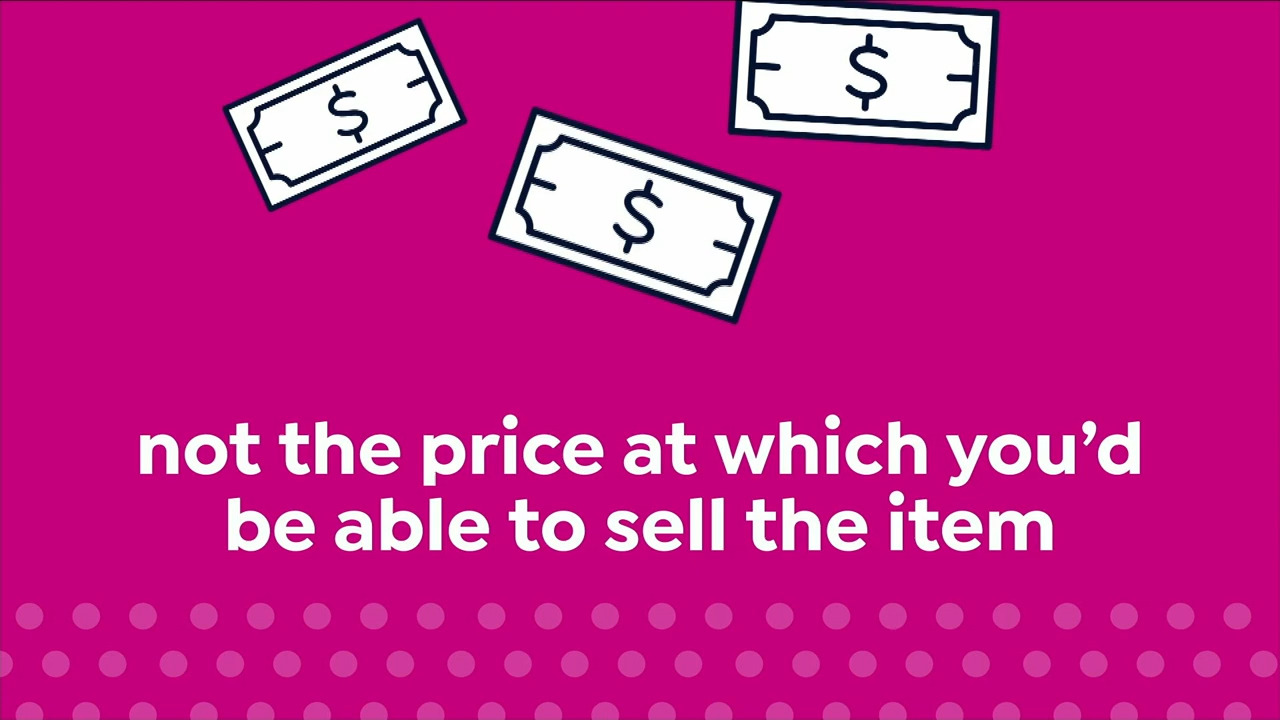 $
$
$
not the price at which you’d
be able to sell the item